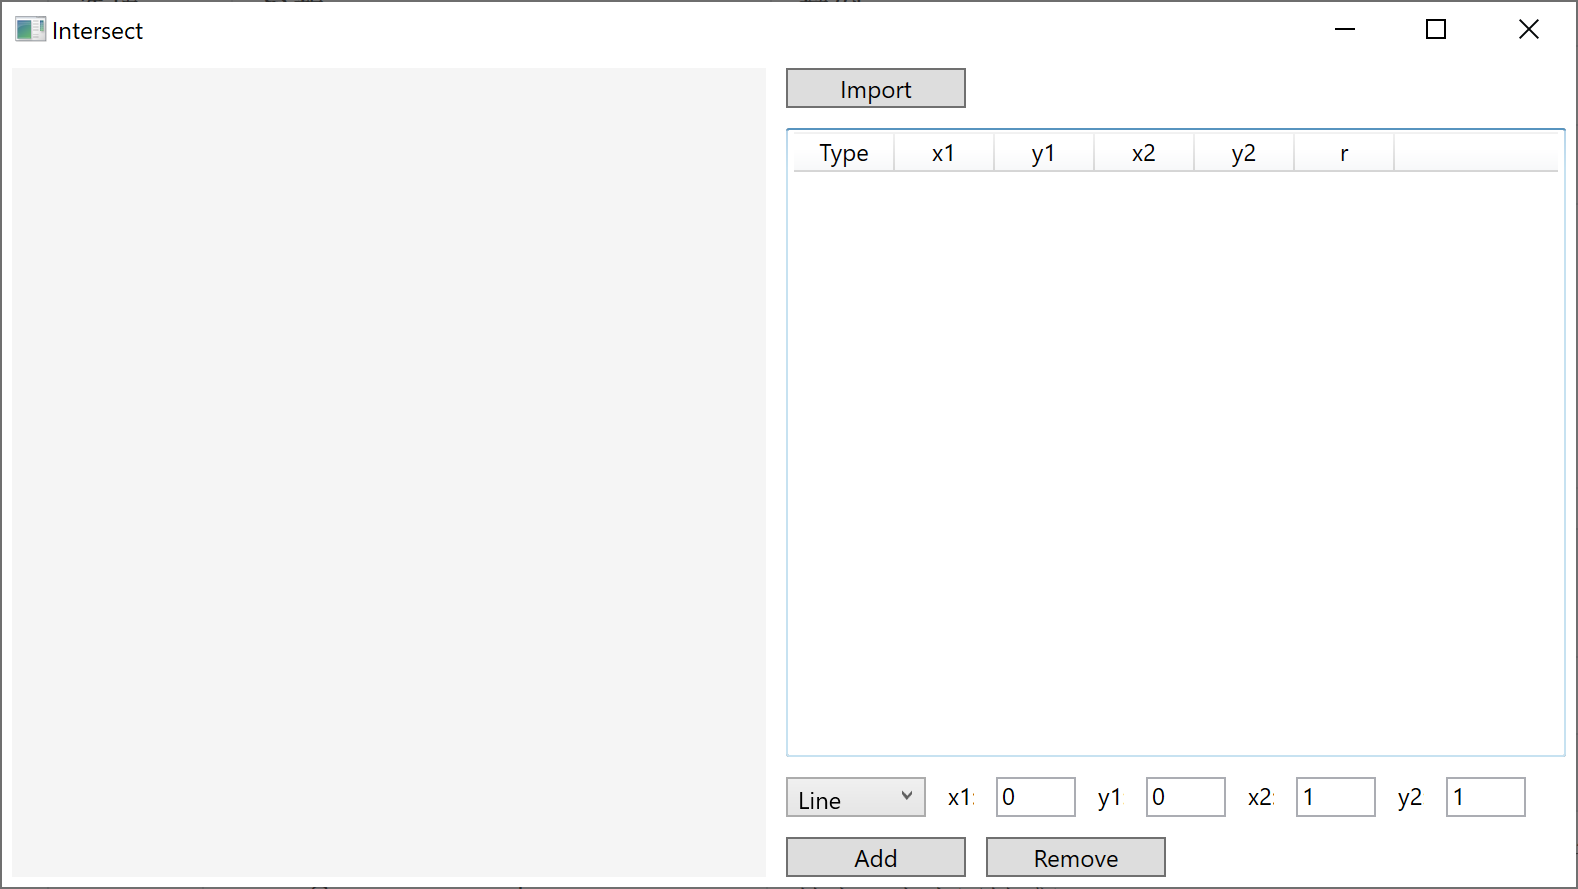 Intersect
Import
Type x1 y1 x2 y2 r
Line x1: 0 y1 0 x2: 1 y2 1
Add Remove